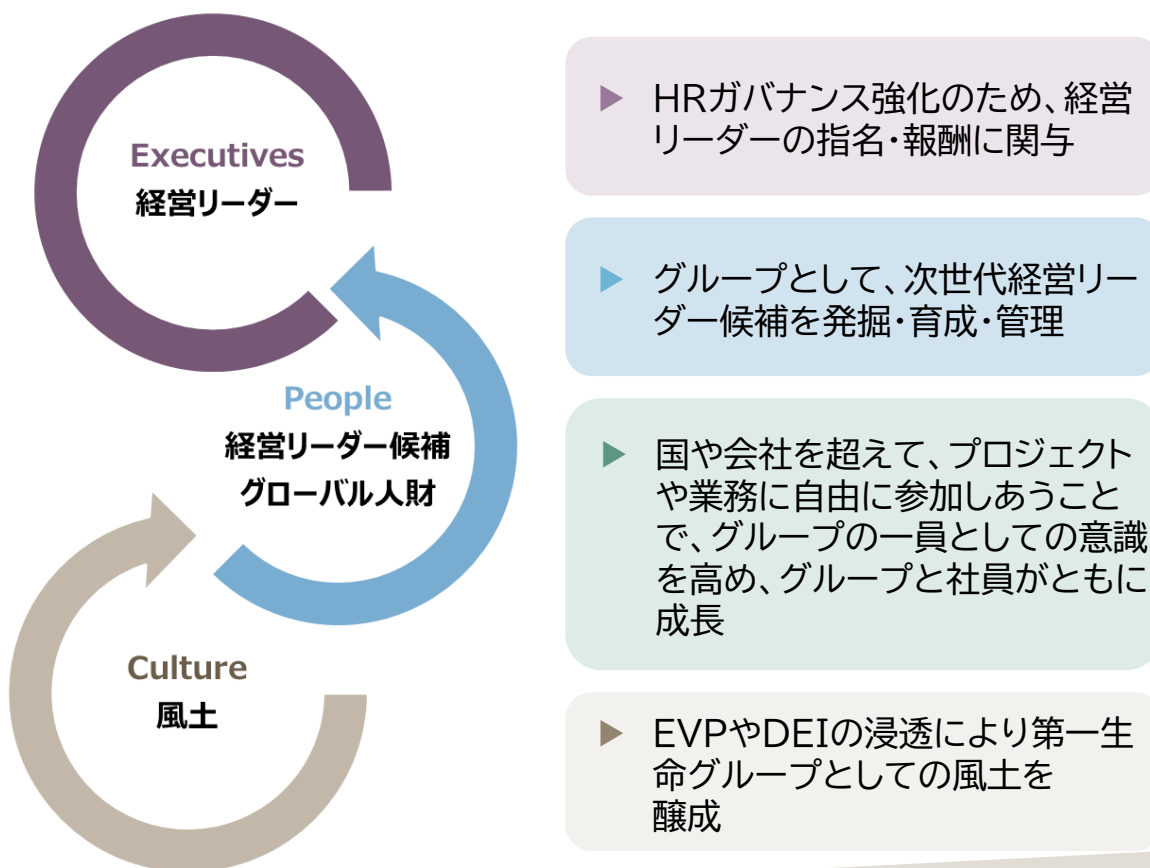 Executives
経営リーダー
People
経営リーダー候補
グローバル人財
Culture
風土
▶ HRガバナンス強化のため、経営
リーダーの指名・報酬に関与
▶ グループとして、次世代経営リー
ダー候補を発掘・育成・管理
▶ 国や会社を超えて、プロジェクト
や業務に自由に参加しあうこと
で、グループの一員としての意識
を高め、グループと社員がともに
成長
▶ EVPやDEIの浸透により第一生
命グループとしての風土を
醸成